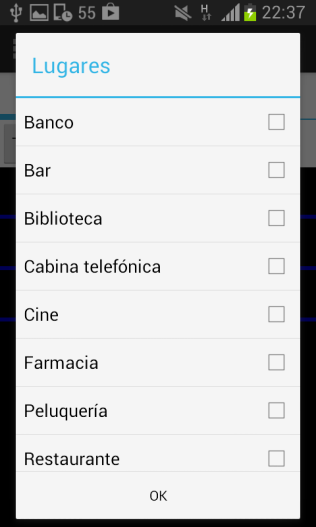 55 H 22:37
Lugares
Banco
Bar
Biblioteca
Cabina telefónica
Cine
Farmacia
Peluquería
Restaurante
OK